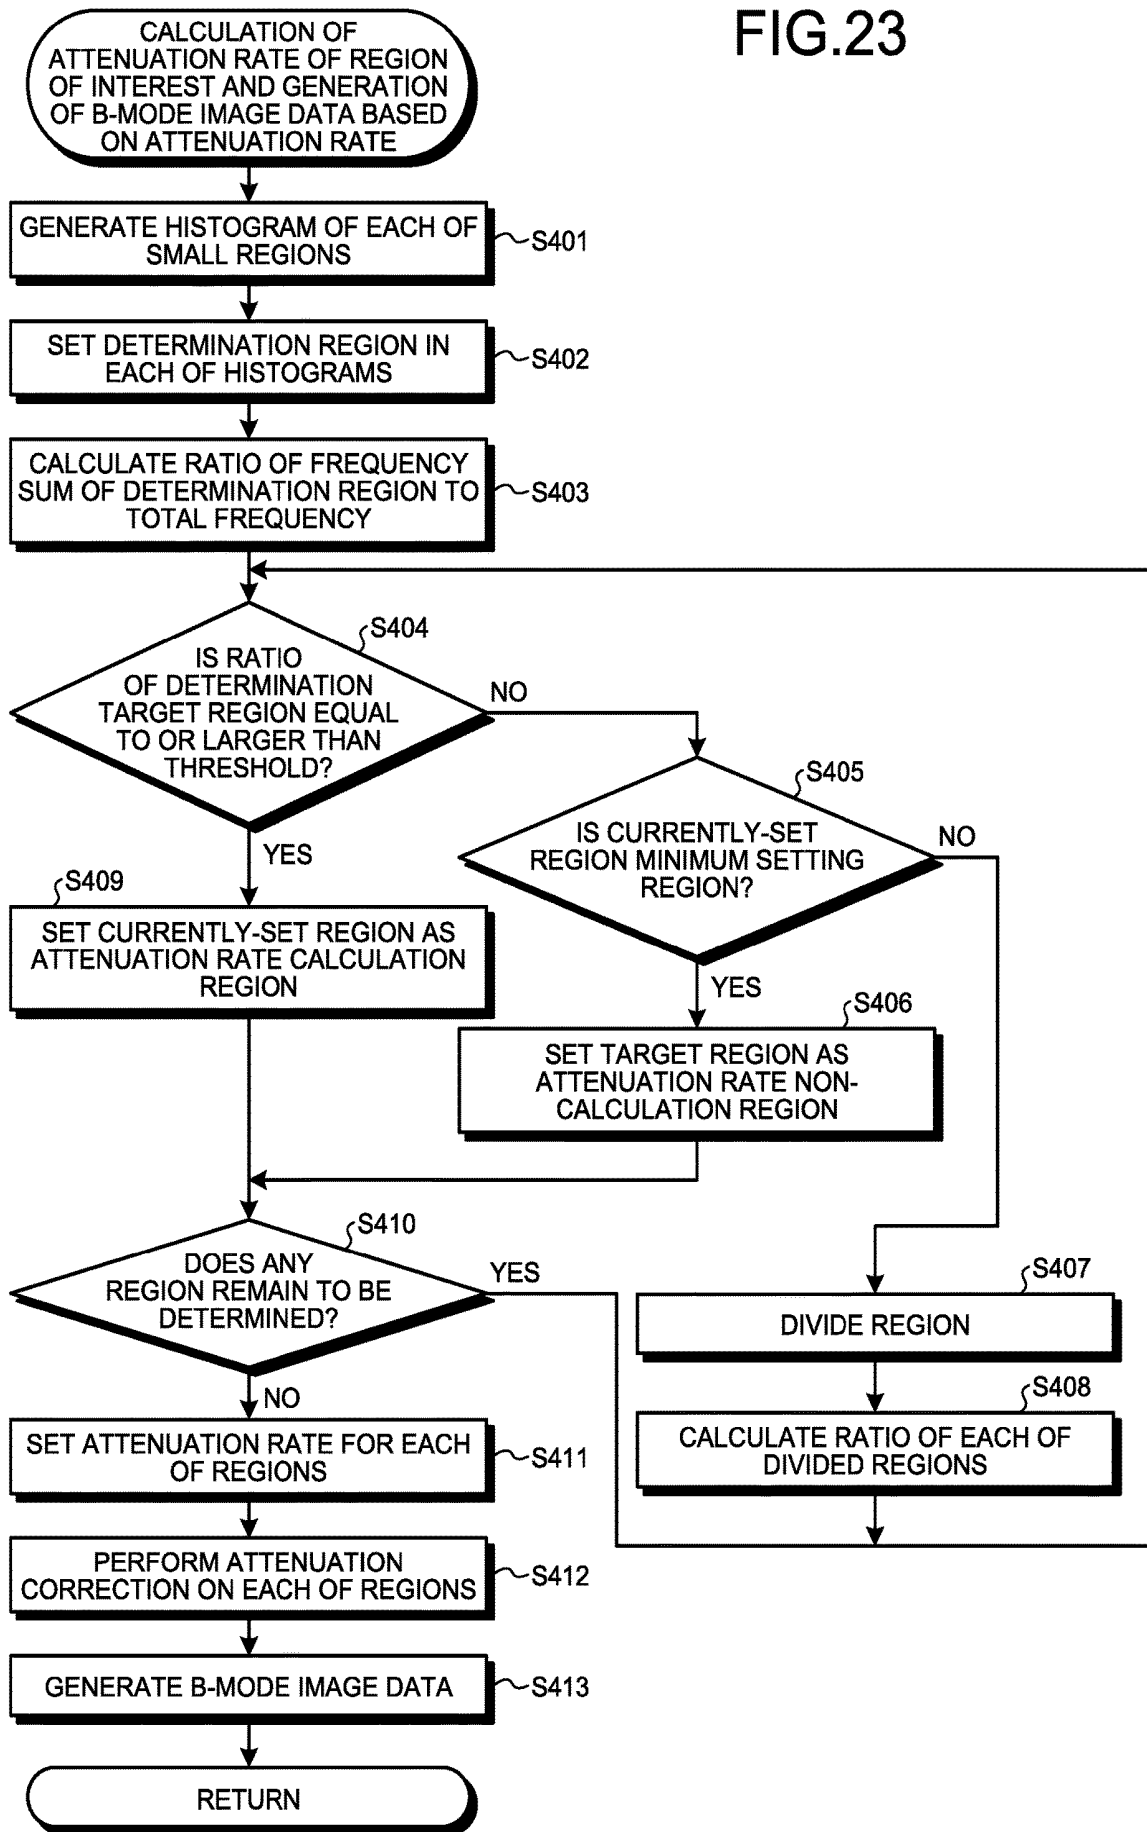 FIG.23
CALCULATION OF
ATTENUATION RATE OF REGION
OF INTEREST AND GENERATION
OF B-MODE IMAGE DATA BASED
ON ATTENUATION RATE
GENERATE HISTOGRAM OF EACH OF
SMALL REGIONS
S401
SET DETERMINATION REGION IN
EACH OF HISTOGRAMS
S402
CALCULATE RATIO OF FREQUENCY
SUM OF DETERMINATION REGION TO
TOTAL FREQUENCY
S403
S404
IS RATIO
OF DETERMINATION
TARGET REGION EQUAL
TO OR LARGER THAN
THRESHOLD?
NO
YES
S405
IS CURRENTLY-SET
REGION MINIMUM SETTING
REGION?
NO
YES
S409
SET CURRENTLY-SET REGION AS
ATTENUATION RATE CALCULATION
REGION
S406
SET TARGET REGION AS
ATTENUATION RATE NON-
CALCULATION REGION
S410
DOES ANY
REGION REMAIN TO BE
DETERMINED?
YES
NO
S407
DIVIDE REGION
S408
CALCULATE RATIO OF EACH OF
DIVIDED REGIONS
SET ATTENUATION RATE FOR EACH
OF REGIONS
S411
PERFORM ATTENUATION
CORRECTION ON EACH OF REGIONS
S412
GENERATE B-MODE IMAGE DATA
S413
RETURN